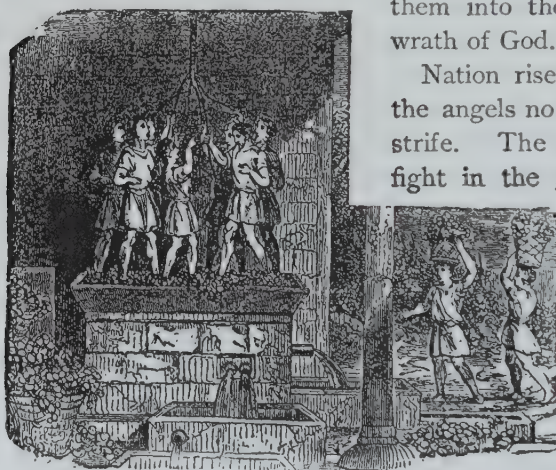 them into the
wrath of God.
Nation rise
the angels no
strife. The
fight in the